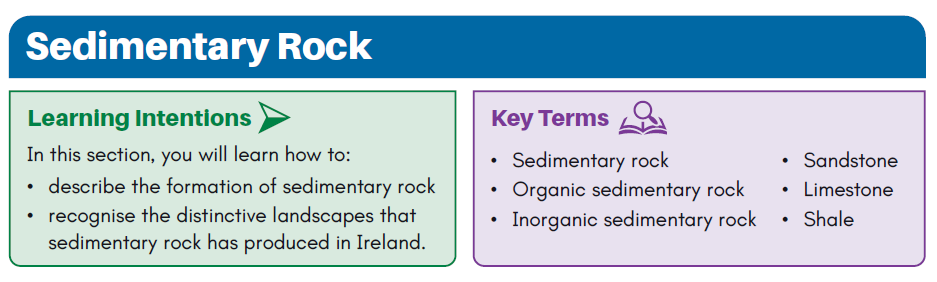 Sedimentary Rock
Learning Intentions
In this section, you will learn how to:
• describe the formation of sedimentary rock
• recognise the distinctive landscapes that
sedimentary rock has produced in Ireland.
Key Terms
• Sedimentary rock
• Organic sedimentary rock
• Inorganic sedimentary rock
• Sandstone
• Limestone
• Shale